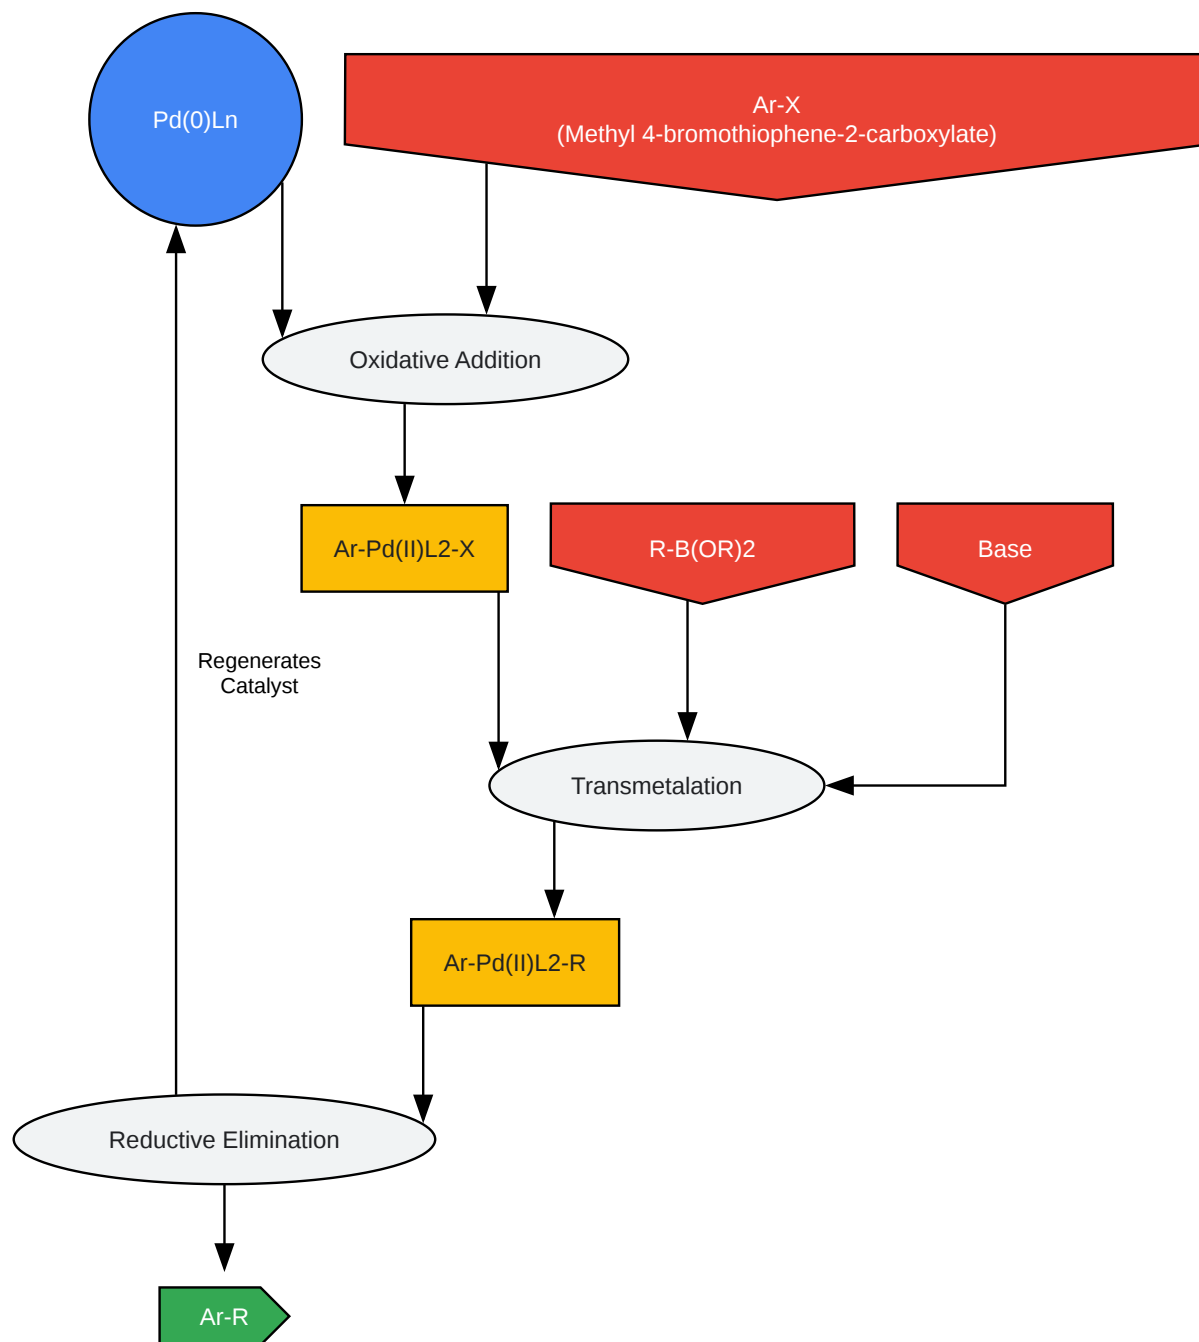 Pd(0)Ln
Ar-X
(Methyl 4-bromothiophene-2-carboxylate)
Oxidative Addition
Ar-Pd(II)L2-X
R-B(OR)2
Base
Regenerates
Catalyst
Transmetalation
Ar-Pd(II)L2-R
Reductive Elimination
Ar-R